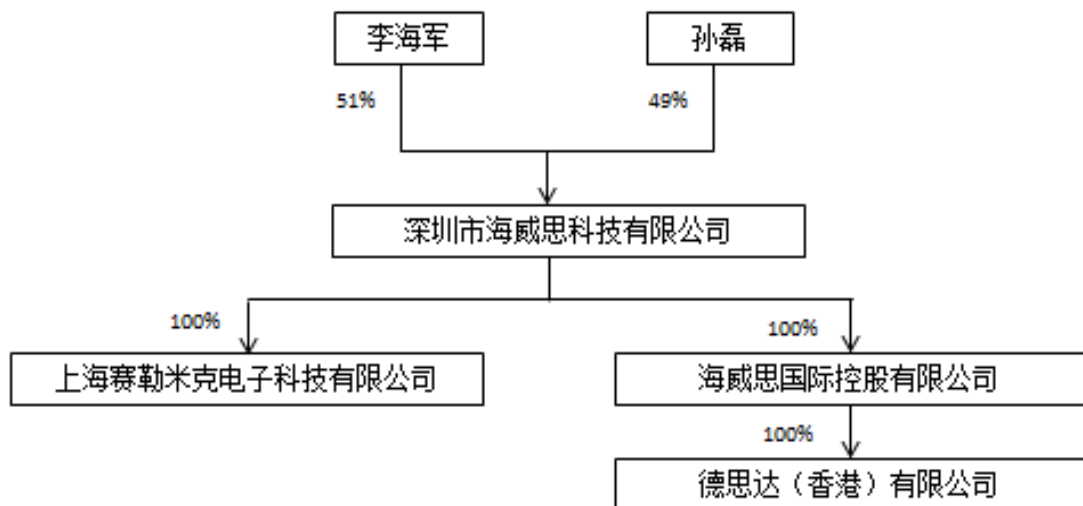 李海军
孙磊
51%
49%
深圳市海威思科技有限公司
100%
100%
上海赛勒米克电子科技有限公司
海威思国际控股有限公司
100%
德思达（香港）有限公司